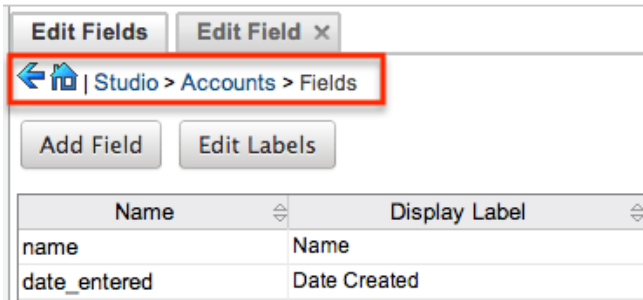 Edit Fields Edit Field ×
| Studio > Accounts > Fields
Add Field Edit Labels
Name Display Label
name Name
date_entered Date Created